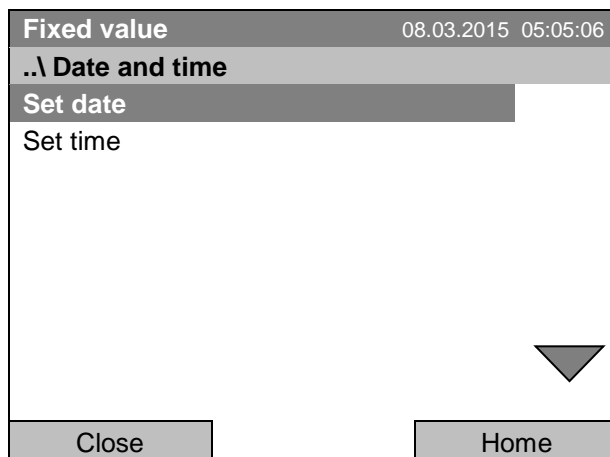 Fixed value 08.03.2015 05:05:06
..\ Date and time
Set date
Set time
Close Home